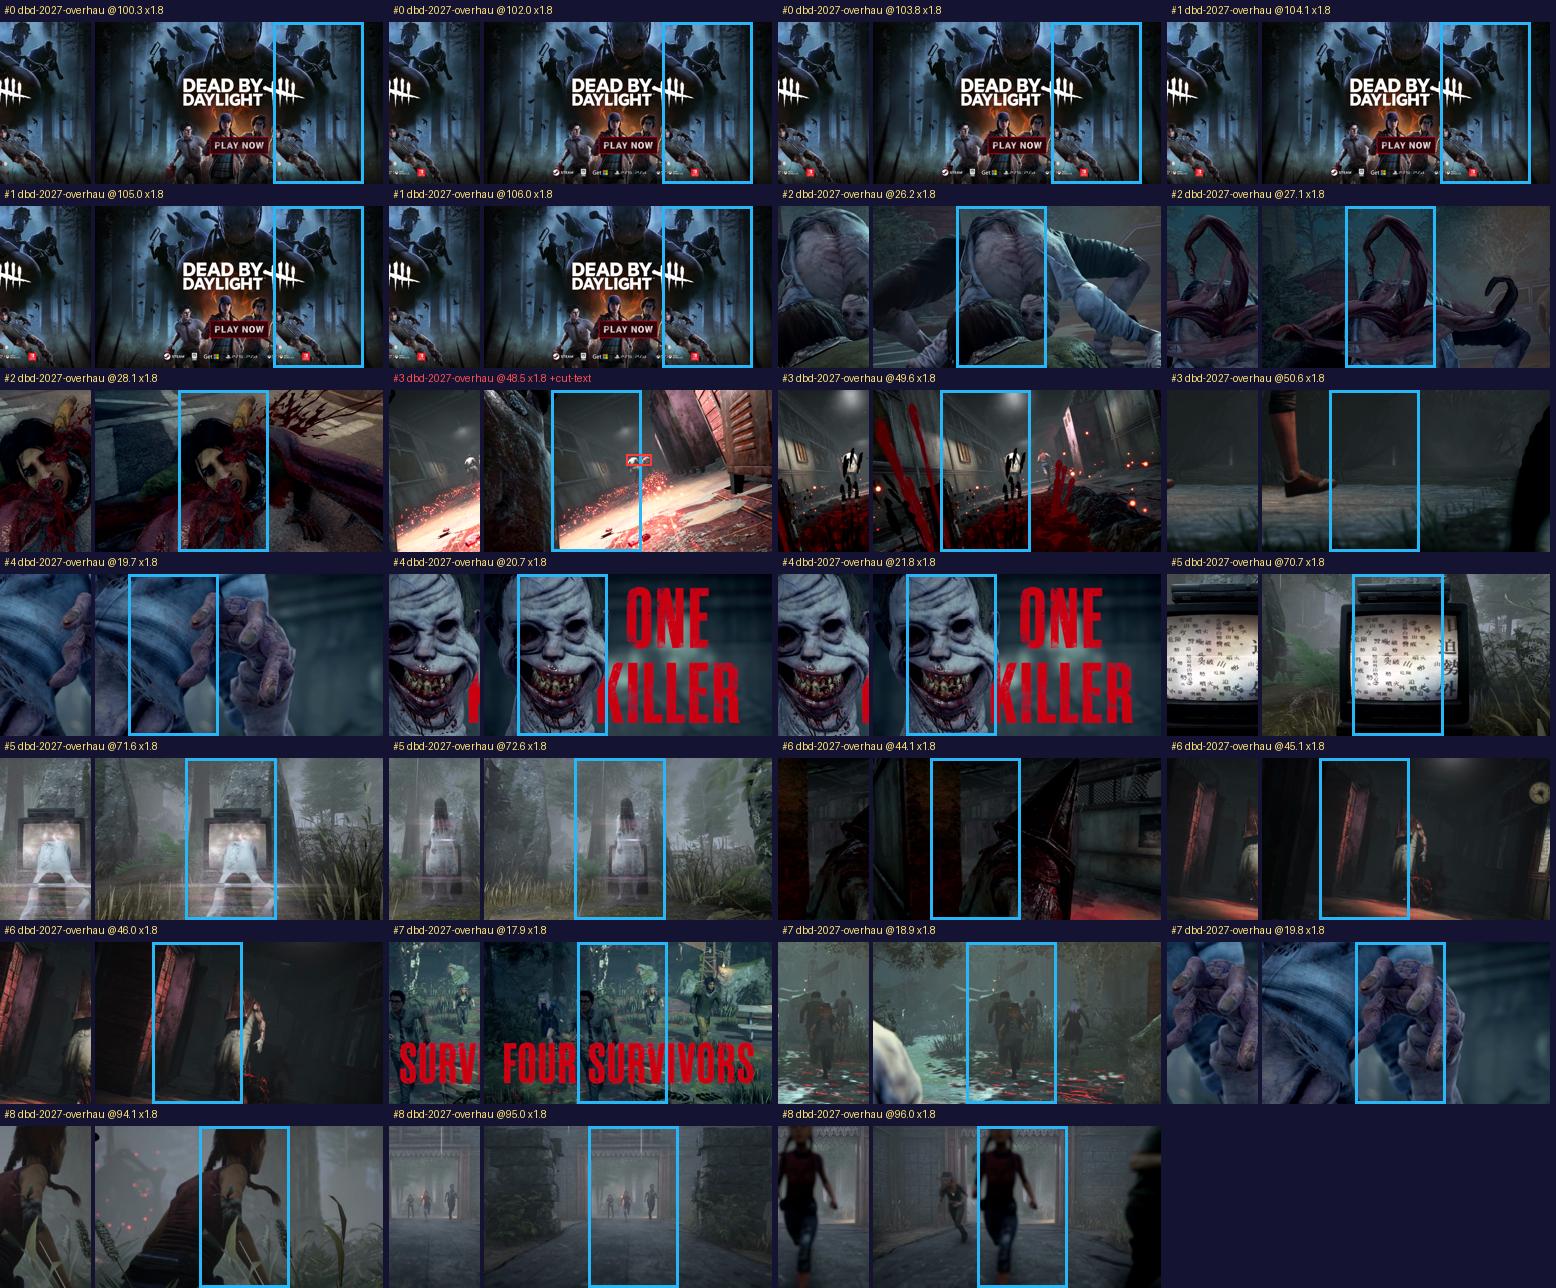 #0 dbd-2027-overhau @100.3 x1.8
#0 dbd-2027-overhau @102.0 x1.8
#0 dbd-2027-overhau @103.8 x1.8
#1 dbd-2027-overhau @104.1 x1.8
DEAD BY
DAYLIGHT
PLAY NOW
DEAD BY
DAYLIGHT
PLAY NOW
DEAD BY
DAYLIGHT
PLAY NOW
DEAD BY
DAYLIGHT
PLAY NOW
#1 dbd-2027-overhau @105.0 x1.8
#1 dbd-2027-overhau @106.0 x1.8
#2 dbd-2027-overhau @26.2 x1.8
#2 dbd-2027-overhau @27.1 x1.8
DEAD BY
DAYLIGHT
PLAY NOW
DEAD BY
DAYLIGHT
PLAY NOW
#2 dbd-2027-overhau @28.1 x1.8
#3 dbd-2027-overhau @48.5 x1.8 +cut-text
#3 dbd-2027-overhau @49.6 x1.8
#3 dbd-2027-overhau @50.6 x1.8
#4 dbd-2027-overhau @19.7 x1.8
#4 dbd-2027-overhau @20.7 x1.8
#4 dbd-2027-overhau @21.8 x1.8
#5 dbd-2027-overhau @70.7 x1.8
ONE
KILLER
ONE
KILLER
#5 dbd-2027-overhau @71.6 x1.8
#5 dbd-2027-overhau @72.6 x1.8
#6 dbd-2027-overhau @44.1 x1.8
#6 dbd-2027-overhau @45.1 x1.8
#6 dbd-2027-overhau @46.0 x1.8
#7 dbd-2027-overhau @17.9 x1.8
#7 dbd-2027-overhau @18.9 x1.8
#7 dbd-2027-overhau @19.8 x1.8
SURV
FOUR SURVIVORS
#8 dbd-2027-overhau @94.1 x1.8
#8 dbd-2027-overhau @95.0 x1.8
#8 dbd-2027-overhau @96.0 x1.8